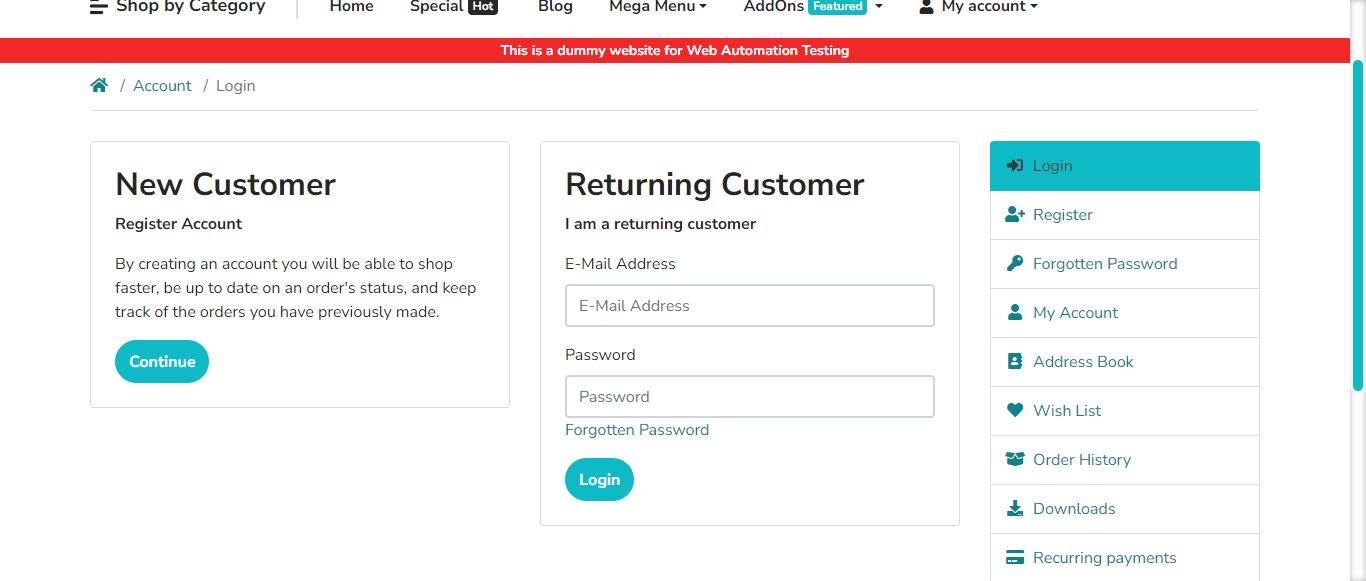 Shop by Category
Home
Special Hot
Blog
Mega Menu
AddOns Featured
My account
This is a dummy website for Web Automation Testing
/ Account / Login
New Customer
Register Account
By creating an account you will be able to shop
faster, be up to date on an order's status, and keep
track of the orders you have previously made.
Continue
Returning Customer
I am a returning customer
E-Mail Address
E-Mail Address
Password
Password
Forgotten Password
Login
Login
Register
Forgotten Password
My Account
Address Book
Wish List
Order History
Downloads
Recurring payments